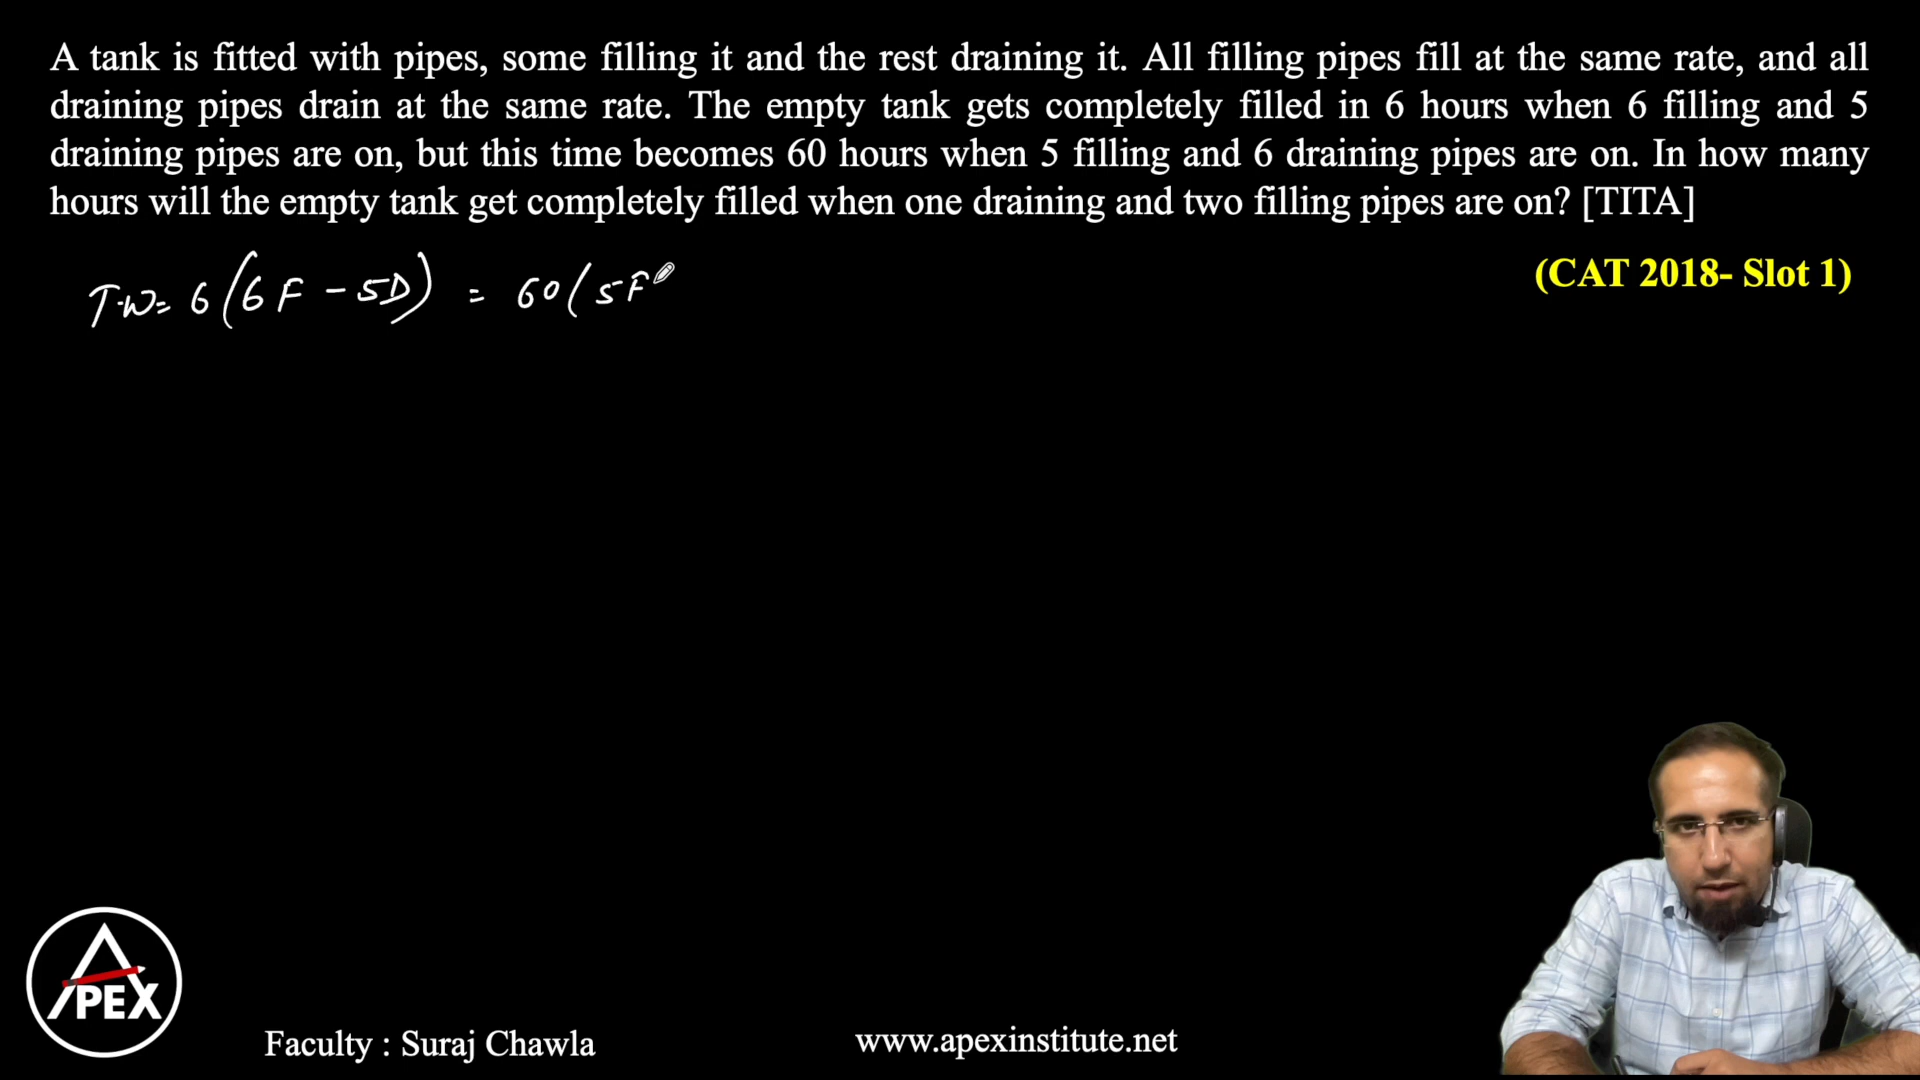 A tank is fitted with pipes, some filling it and the rest draining it. All filling pipes fill at the same rate, and all
draining pipes drain at the same rate. The empty tank gets completely filled in 6 hours when 6 filling and 5
draining pipes are on, but this time becomes 60 hours when 5 filling and 6 draining pipes are on. In how many
hours will the empty tank get completely filled when one draining and two filling pipes are on? [TITA]
(CAT 2018- Slot 1)
T.W= 6(6F - 5D) = 60(5F
APEX
Faculty : Suraj Chawla
www.apexinstitute.net